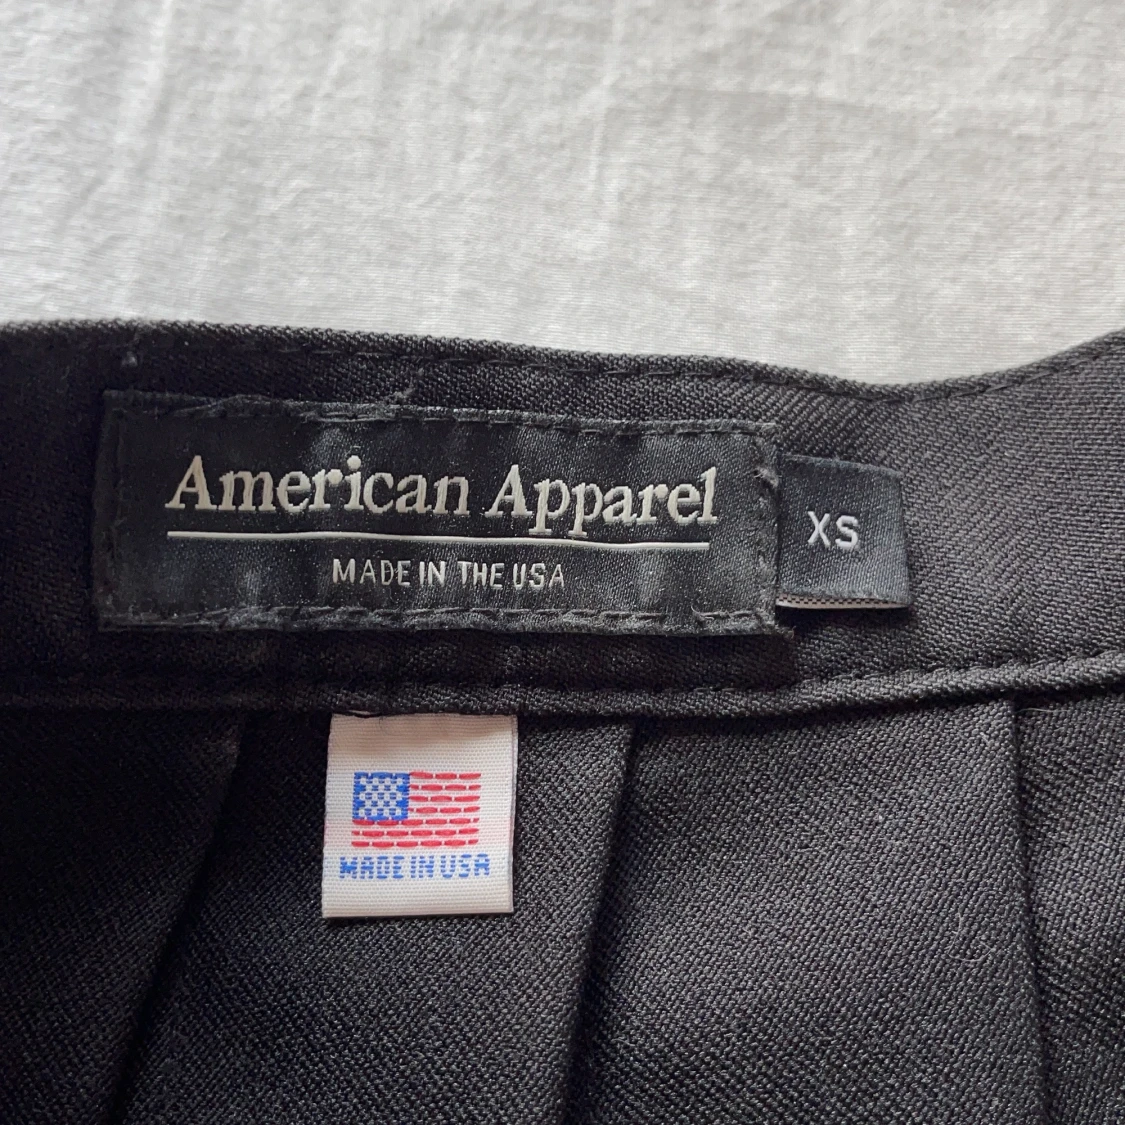 American Apparel
MADE IN THE USA
XS
MADE IN USA